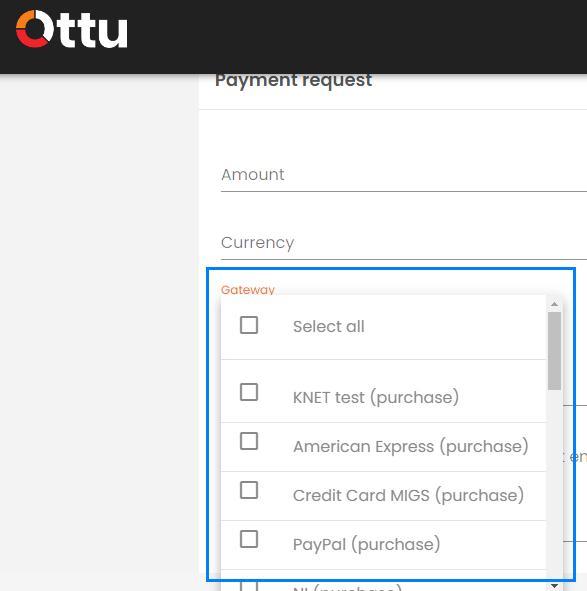 Ottu
Payment request
Amount
Currency
Gateway
Select all
KNET test (purchase)
American Express (purchase)
Credit Card MIGS (purchase)
PayPal (purchase)